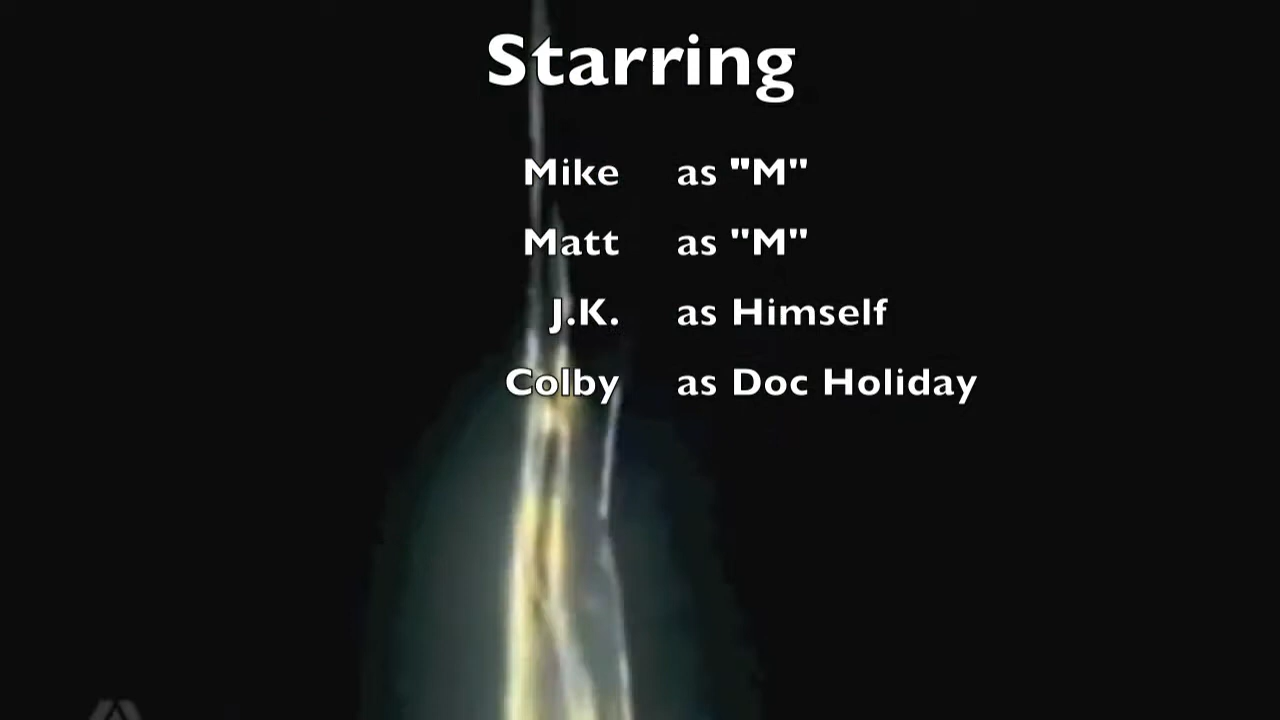 Starring
Mike as "M"
Matt as "M"
J.K. as Himself
Colby as Doc Holiday